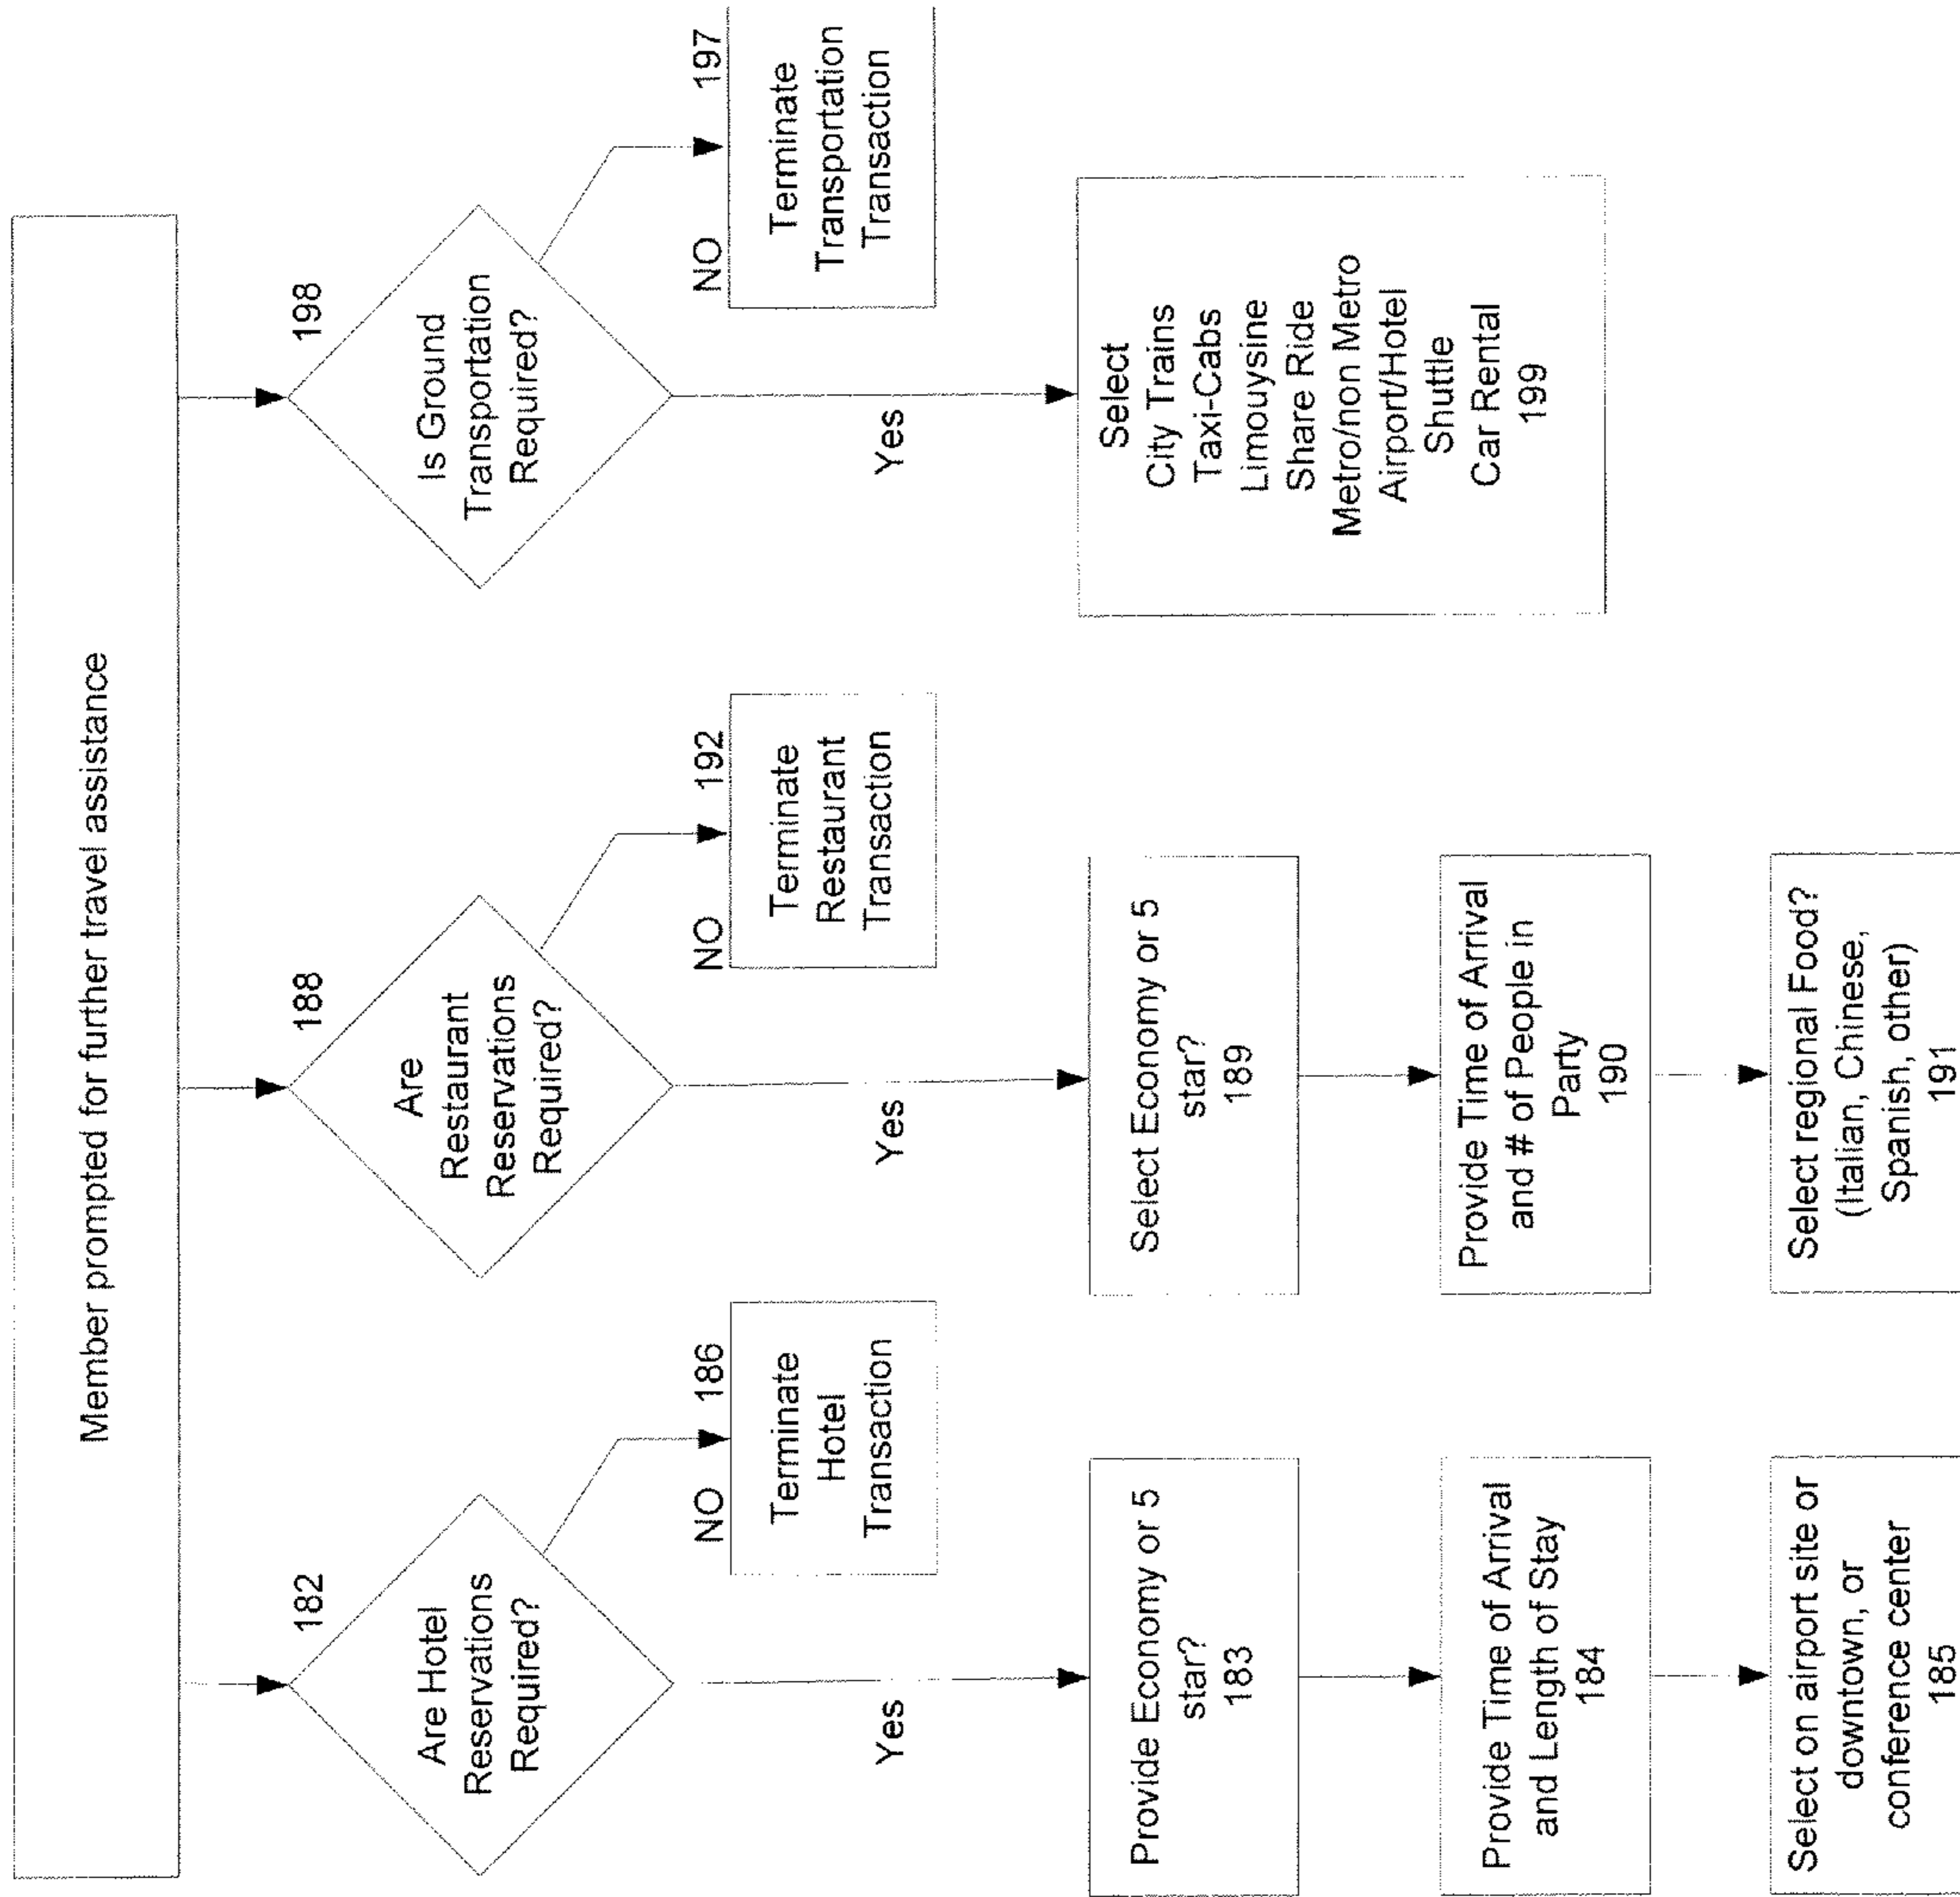 Member prompted for further travel assistance
182
Are Hotel
Reservations
Required?
NO 186
Terminate
Hotel
Transaction
Yes
Provide Economy or 5
star?
183
Provide Time of Arrival
and Length of Stay
184
Select on airport site or
downtown, or
conference center
185
188
Are
Restaurant
Reservations
Required?
NO 192
Terminate
Restaurant
Transaction
Yes
Select Economy or 5
star?
189
Provide Time of Arrival
and # of People in
Party
190
Select regional Food?
(Italian, Chinese,
Spanish, other)
191
198
Is Ground
Transportation
Required?
NO 197
Terminate
Transportation
Transaction
Yes
Select
City Trains
Taxi-Cabs
Limouysine
Share Ride
Metro/non Metro
Airport/Hotel
Shuttle
Car Rental
199